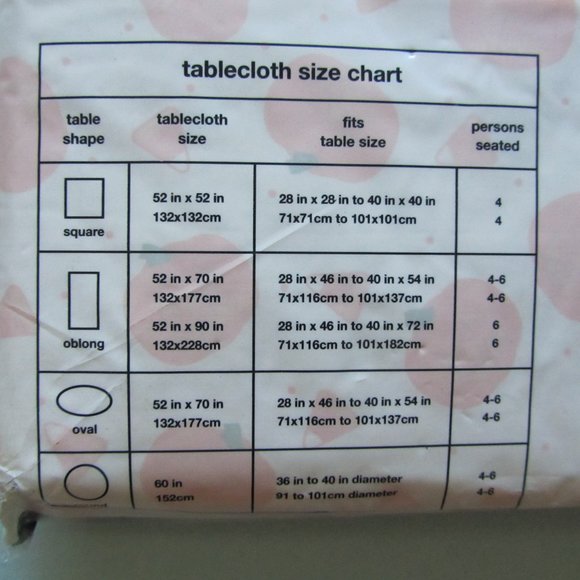 tablecloth size chart
table shape
tablecloth size
fits table size
persons seated
square
52 in x 52 in
132x132cm
28 in x 28 in to 40 in x 40 in
71x71cm to 101x101cm
4
4
oblong
52 in x 70 in
132x177cm
28 in x 46 in to 40 in x 54 in
71x116cm to 101x137cm
4-6
4-6
52 in x 90 in
132x228cm
28 in x 46 in to 40 in x 72 in
71x116cm to 101x182cm
6
6
oval
52 in x 70 in
132x177cm
28 in x 46 in to 40 in x 54 in
71x116cm to 101x137cm
4-6
4-6
60 in
152cm
36 in to 40 in diameter
91 to 101cm diameter
4-6
4-6